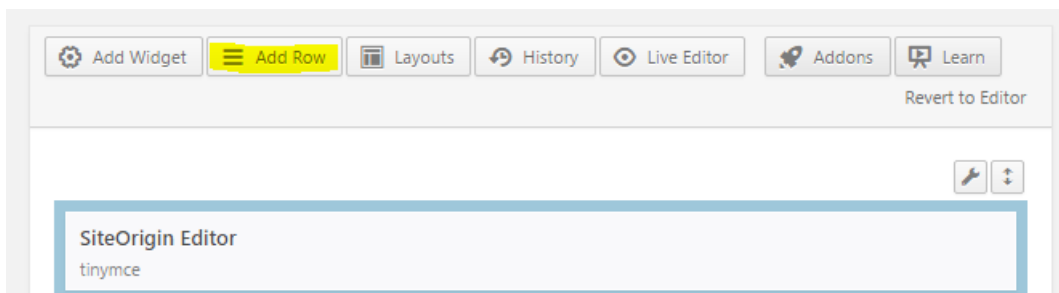 Add Widget Add Row Layouts History Live Editor Addons Learn
Revert to Editor
SiteOrigin Editor
tinymce